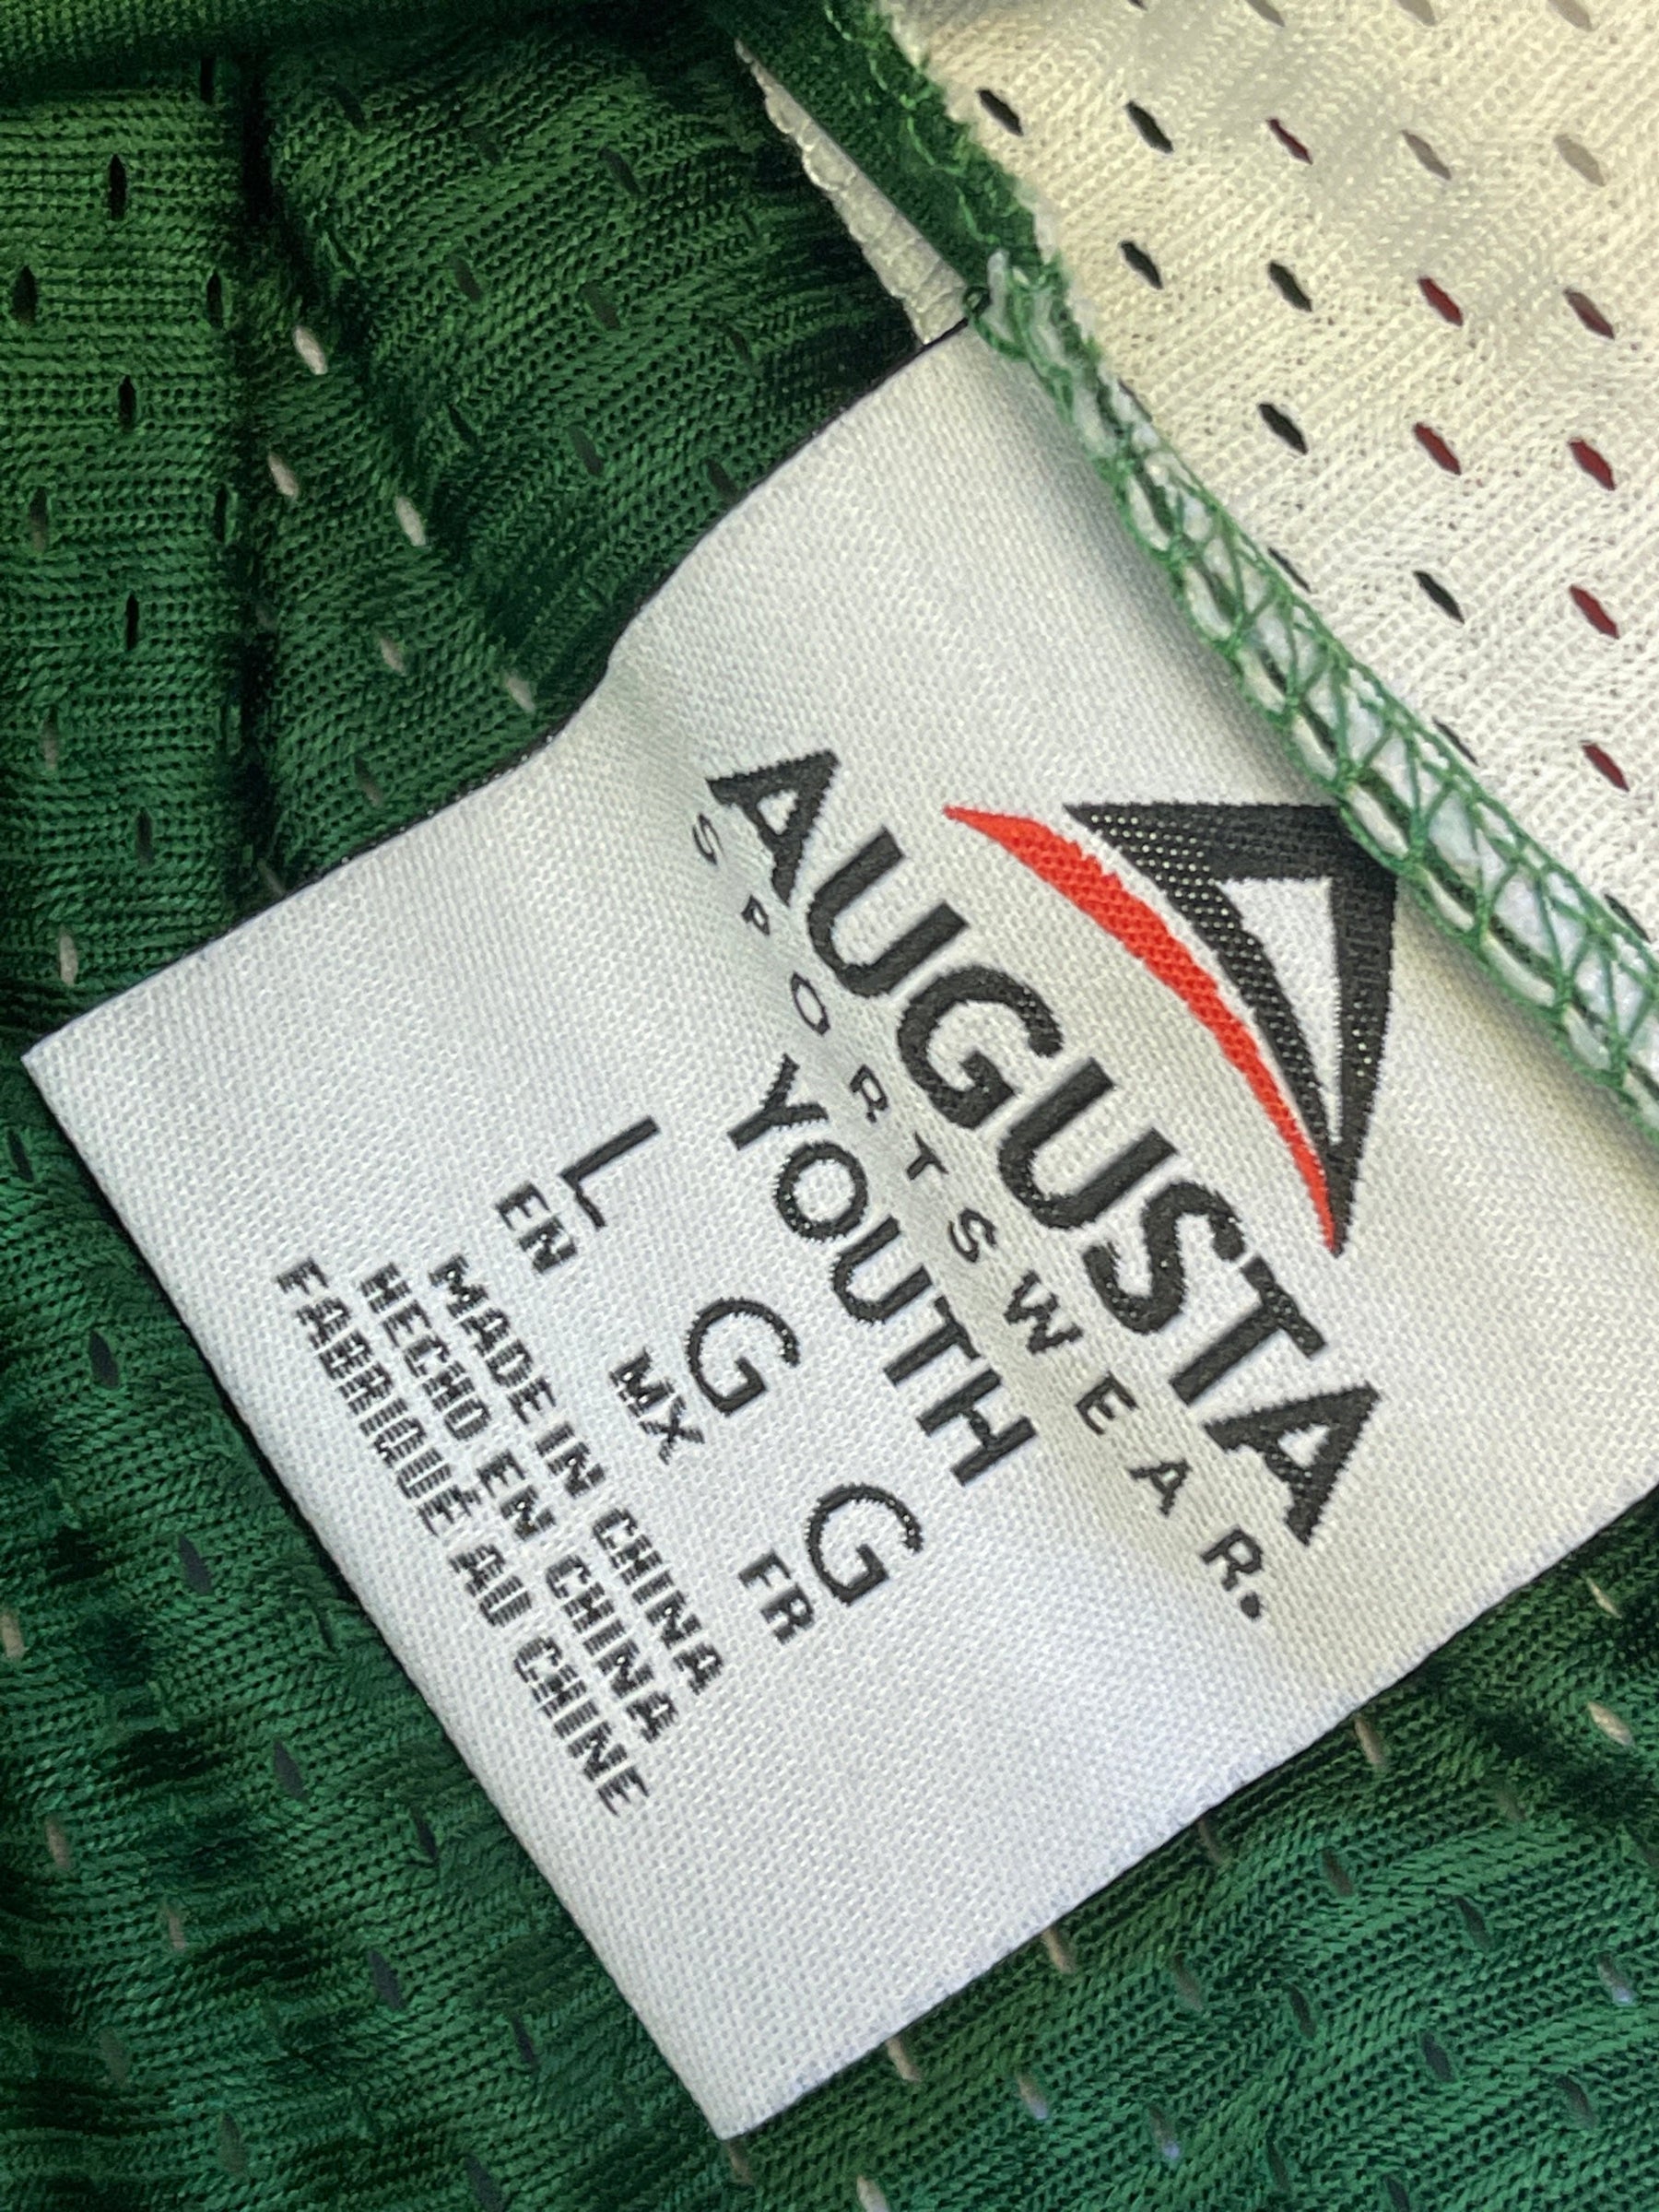 AUGUSTA
SPORTSWEAR.
YOUTH
L G G
EN MX FR
MADE IN CHINA
HECHO EN CHINA
FABRIQUÉ AU CHINE